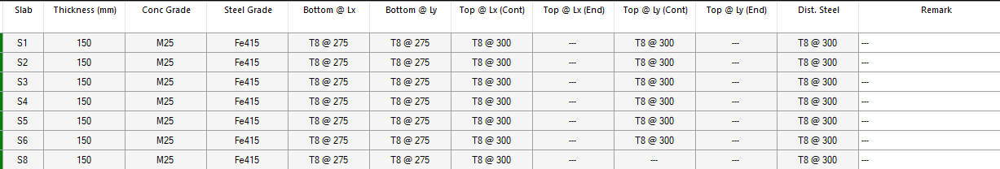 Slab Thickness (mm) Conc Grade Steel Grade Bottom @ Lx Bottom @ Ly Top @ Lx (Cont) Top @ Lx (End) Top @ Ly (Cont) Top @ Ly (End) Dist. Steel Remark
S1 150 M25 Fe415 T8 @ 275 T8 @ 275 T8 @ 300 --- T8 @ 300 --- T8 @ 300 ---
S2 150 M25 Fe415 T8 @ 275 T8 @ 275 T8 @ 300 --- T8 @ 300 --- T8 @ 300 ---
S3 150 M25 Fe415 T8 @ 275 T8 @ 275 T8 @ 300 --- T8 @ 300 --- T8 @ 300 ---
S4 150 M25 Fe415 T8 @ 275 T8 @ 275 T8 @ 300 --- T8 @ 300 --- T8 @ 300 ---
S5 150 M25 Fe415 T8 @ 275 T8 @ 275 T8 @ 300 --- T8 @ 300 --- T8 @ 300 ---
S6 150 M25 Fe415 T8 @ 275 T8 @ 275 T8 @ 300 --- T8 @ 300 --- T8 @ 300 ---
S8 150 M25 Fe415 T8 @ 275 T8 @ 275 T8 @ 300 --- --- --- T8 @ 300 ---